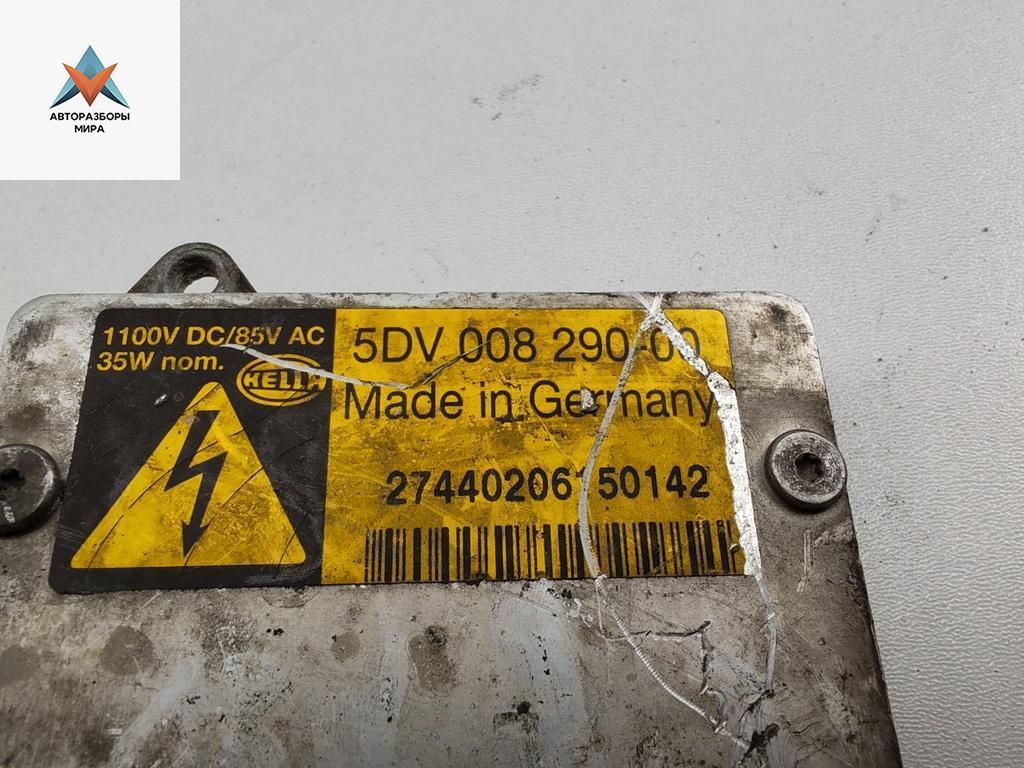 АВТОРАЗБОРЫ
МИРА
1100V DC/85V AC
35W nom.
HELLA
5DV 008 290-00
Made in Germany
27440206150142